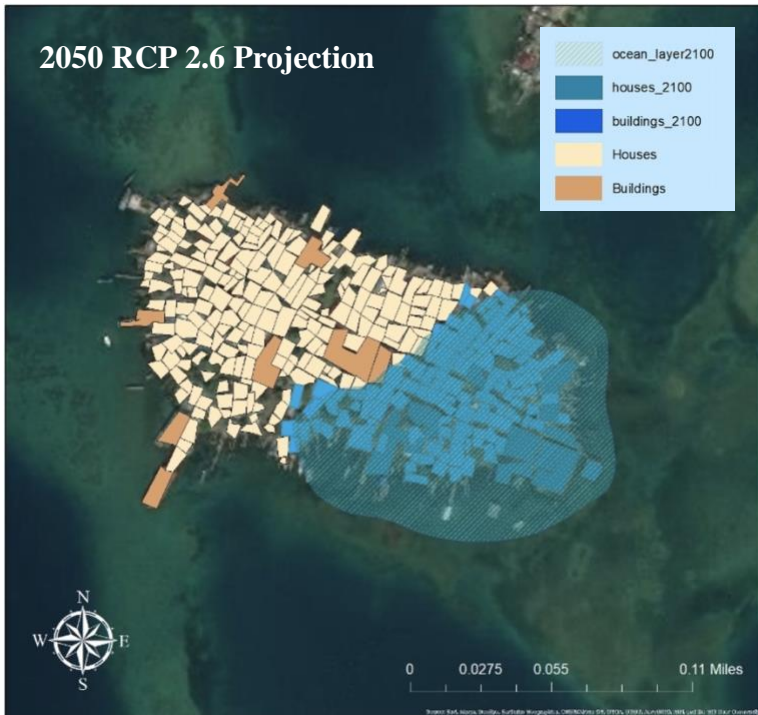 2050 RCP 2.6 Projection
ocean_layer2100
houses_2100
buildings_2100
Houses
Buildings
N
W E
S
0 0.0275 0.055 0.11 Miles